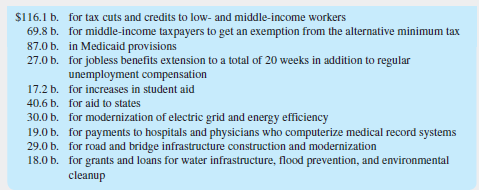 $116.1 b. for tax cuts and credits to low- and middle-income workers
69.8 b. for middle-income taxpayers to get an exemption from the alternative minimum tax
87.0 b. in Medicaid provisions
27.0 b. for jobless benefits extension to a total of 20 weeks in addition to regular
unemployment compensation
17.2 b. for increases in student aid
40.6 b. for aid to states
30.0 b. for modernization of electric grid and energy efficiency
19.0 b. for payments to hospitals and physicians who computerize medical record systems
29.0 b. for road and bridge infrastructure construction and modernization
18.0 b. for grants and loans for water infrastructure, flood prevention, and environmental
cleanup